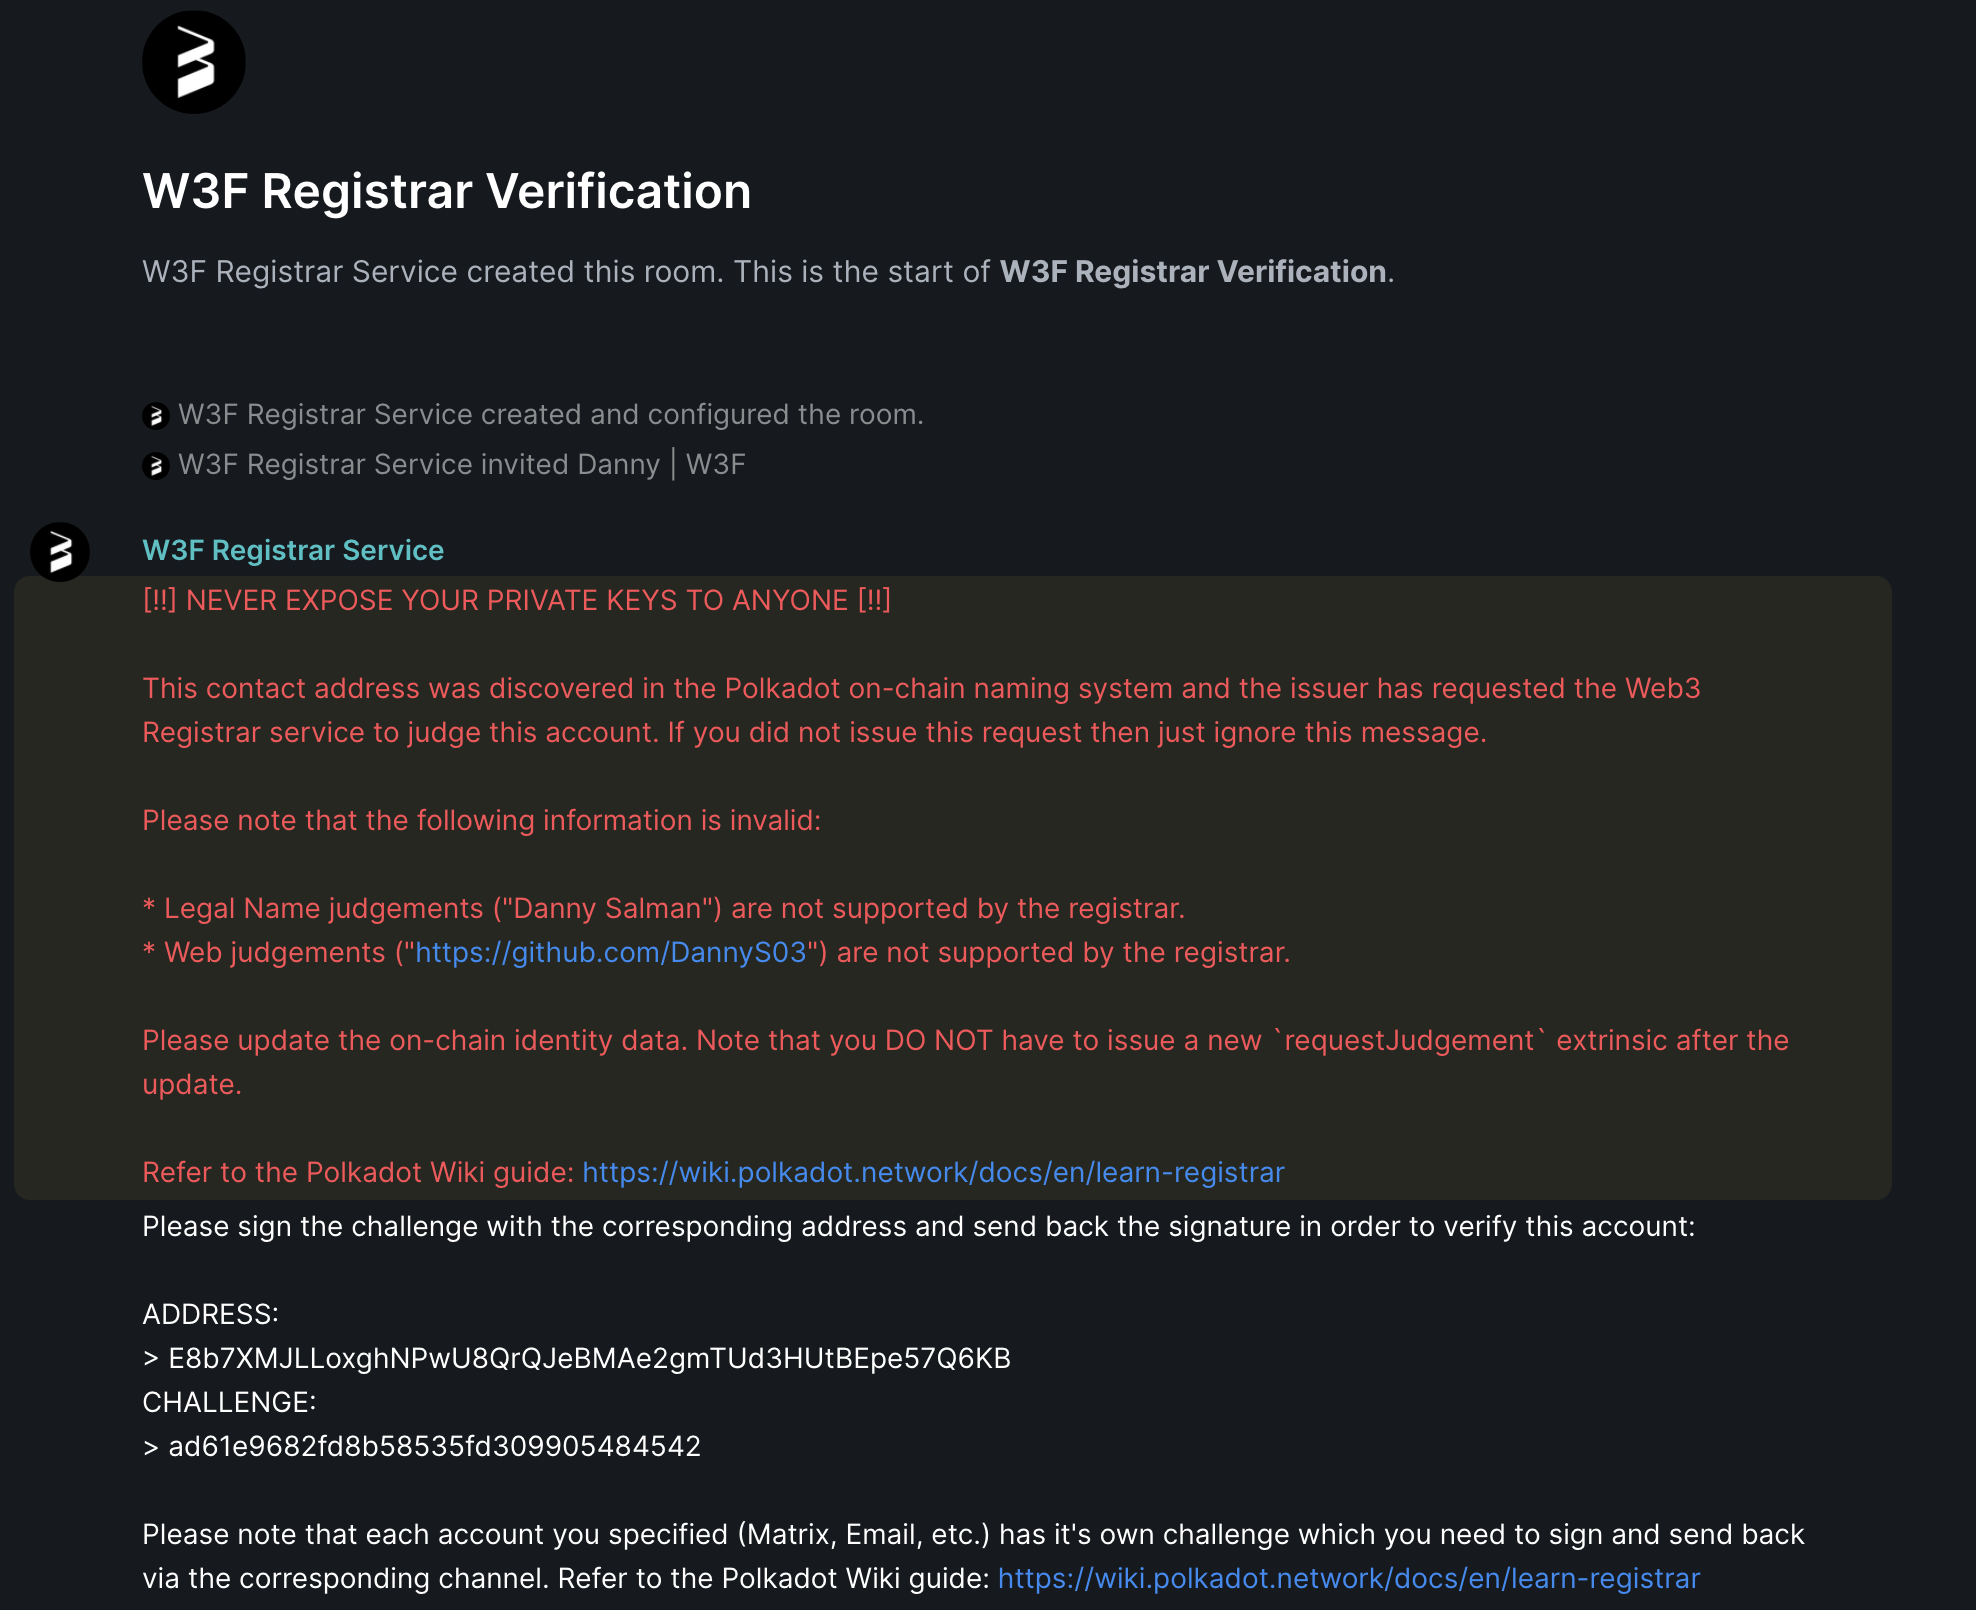 W3F Registrar Verification
W3F Registrar Service created this room. This is the start of W3F Registrar Verification.
W3F Registrar Service created and configured the room.
W3F Registrar Service invited Danny | W3F
W3F Registrar Service
[!!] NEVER EXPOSE YOUR PRIVATE KEYS TO ANYONE [!!]
This contact address was discovered in the Polkadot on-chain naming system and the issuer has requested the Web3
Registrar service to judge this account. If you did not issue this request then just ignore this message.
Please note that the following information is invalid:
* Legal Name judgements ("Danny Salman") are not supported by the registrar.
* Web judgements ("https://github.com/DannyS03") are not supported by the registrar.
Please update the on-chain identity data. Note that you DO NOT have to issue a new `requestJudgement` extrinsic after the
update.
Refer to the Polkadot Wiki guide: https://wiki.polkadot.network/docs/en/learn-registrar
Please sign the challenge with the corresponding address and send back the signature in order to verify this account:
ADDRESS:
> E8b7XMJLLoxghNPwU8QrQJeBMAe2gmTUd3HUtBEpe57Q6KB
CHALLENGE:
> ad61e9682fd8b58535fd309905484542
Please note that each account you specified (Matrix, Email, etc.) has it's own challenge which you need to sign and send back
via the corresponding channel. Refer to the Polkadot Wiki guide: https://wiki.polkadot.network/docs/en/learn-registrar